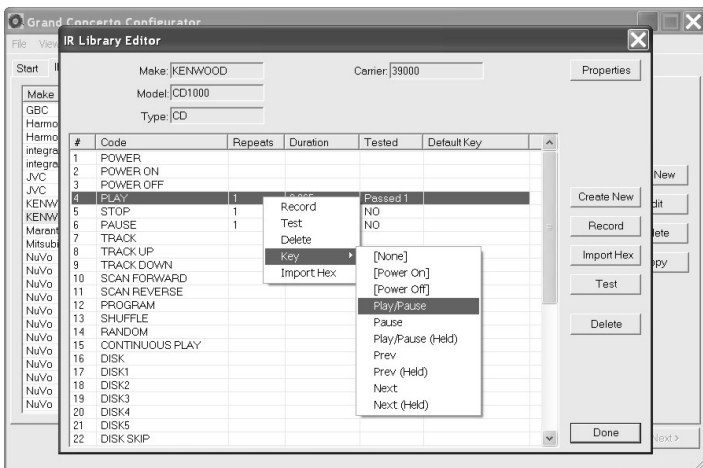 Grand Concerto Configurator
File View
IR Library Editor
Start
Make: KENWOOD
Carrier: 39000
Properties
Model: CD1000
Type: CD
Make
GBC
Harmo
Harmo
integra
integra
JVC
JVC
KENW
KENW
Marant
Mitsubi
NuVo
NuVo
NuVo
NuVo
NuVo
NuVo
NuVo
NuVo
NuVo
NuVo
NuVo
# Code Repeats Duration Tested Default Key
1 POWER
2 POWER ON
3 POWER OFF
4 PLAY 1 Passed 1
5 STOP 1 NO
6 PAUSE 1 NO
7 TRACK
8 TRACK UP
9 TRACK DOWN
10 SCAN FORWARD
11 SCAN REVERSE
12 PROGRAM
13 SHUFFLE
14 RANDOM
15 CONTINUOUS PLAY
16 DISK
17 DISK1
18 DISK2
19 DISK3
20 DISK4
21 DISK5
22 DISK SKIP
Record
Test
Delete
Key
Import Hex
[None]
[Power On]
[Power Off]
Play/Pause
Pause
Play/Pause (Held)
Prev
Prev (Held)
Next
Next (Held)
Create New
Record
Import Hex
Test
Delete
Done
New
dit
lete
opy
Next >